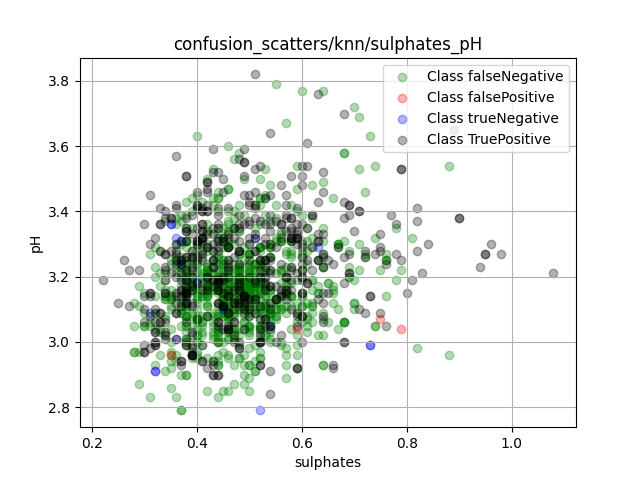 confusion_scatters/knn/sulphates_pH
Class falseNegative
Class falsePositive
Class trueNegative
Class TruePositive
3.8
3.6
3.4
3.2
3.0
2.8
pH
0.2 0.4 0.6 0.8 1.0
sulphates